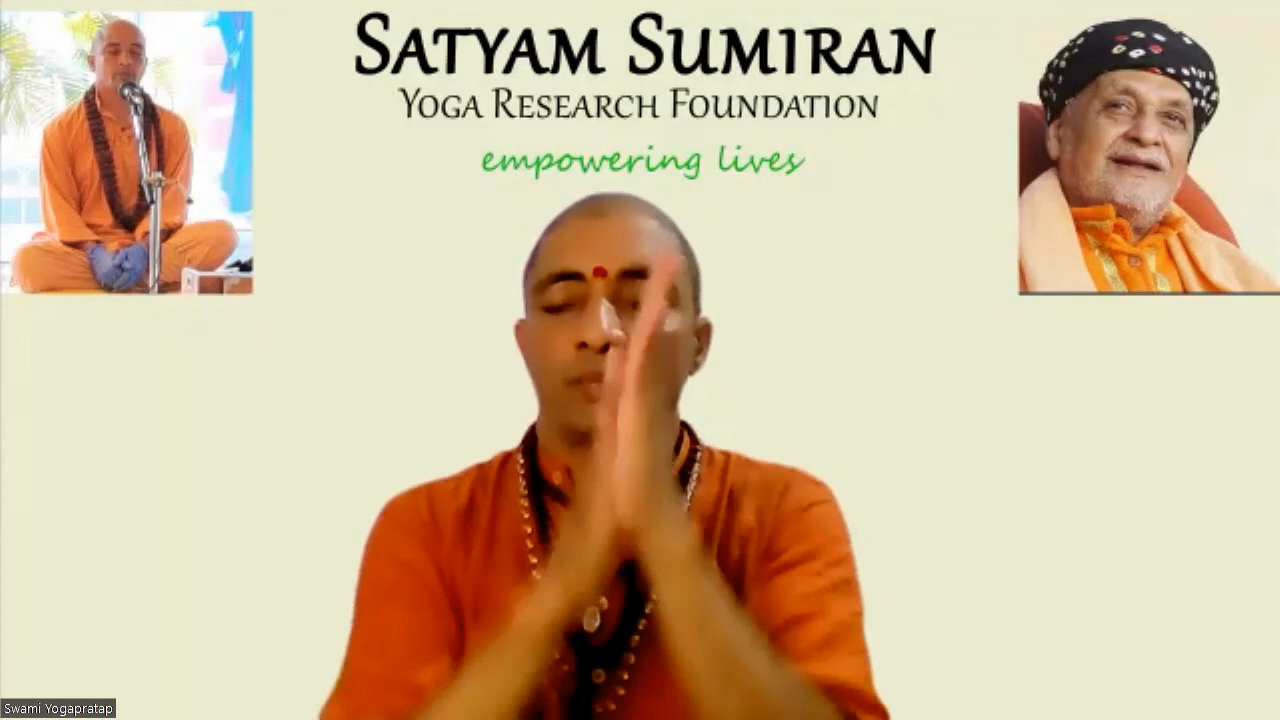 SATYAM SUMIRAN
YOGA RESEARCH FOUNDATION
empowering lives
Swami Yogapratap